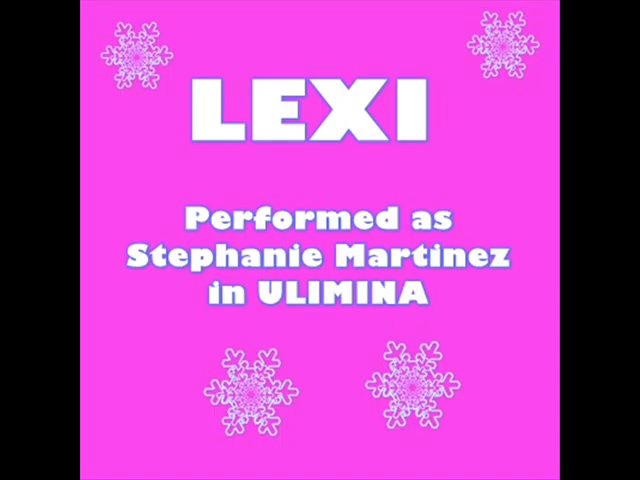 LEXI
Performed as
Stephanie Martinez
in ULIMINA